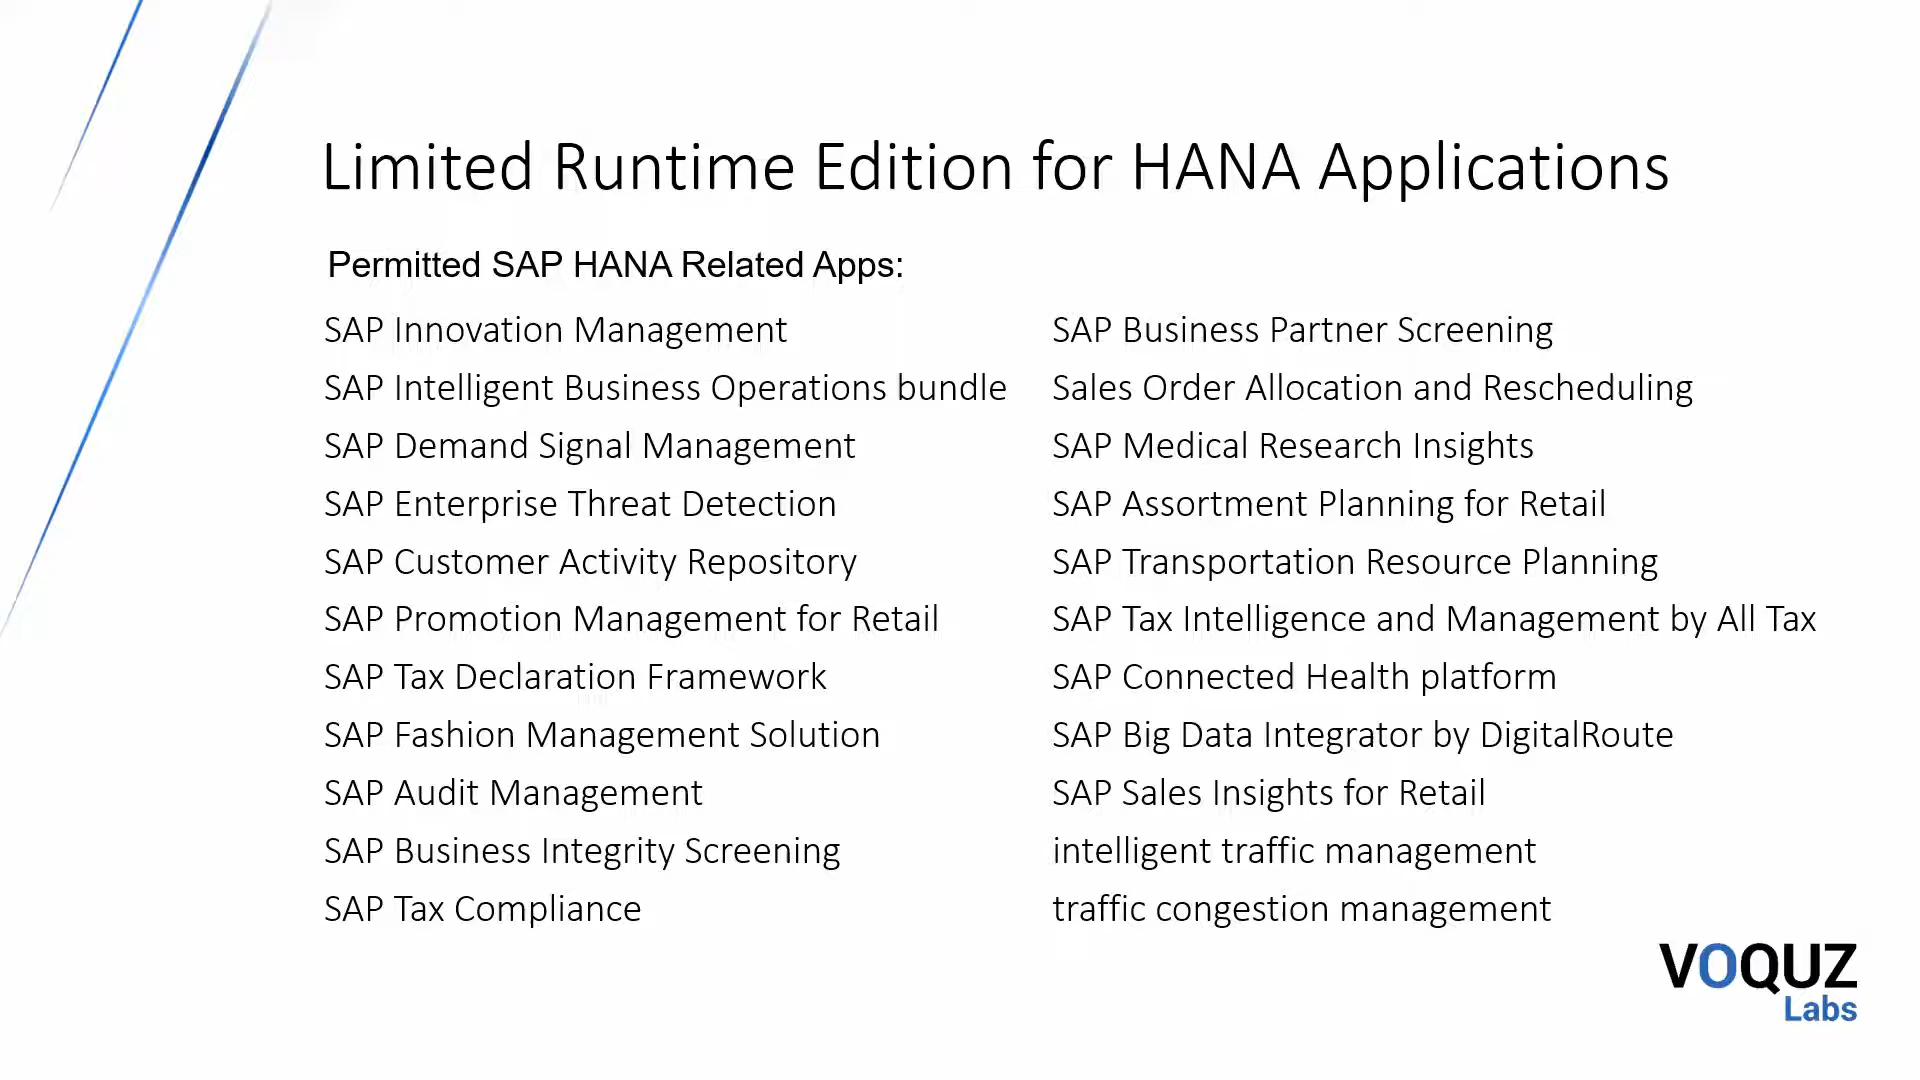 Limited Runtime Edition for HANA Applications
Permitted SAP HANA Related Apps:
SAP Innovation Management
SAP Intelligent Business Operations bundle
SAP Demand Signal Management
SAP Enterprise Threat Detection
SAP Customer Activity Repository
SAP Promotion Management for Retail
SAP Tax Declaration Framework
SAP Fashion Management Solution
SAP Audit Management
SAP Business Integrity Screening
SAP Tax Compliance
SAP Business Partner Screening
Sales Order Allocation and Rescheduling
SAP Medical Research Insights
SAP Assortment Planning for Retail
SAP Transportation Resource Planning
SAP Tax Intelligence and Management by All Tax
SAP Connected Health platform
SAP Big Data Integrator by DigitalRoute
SAP Sales Insights for Retail
intelligent traffic management
traffic congestion management
VOQUZ
Labs